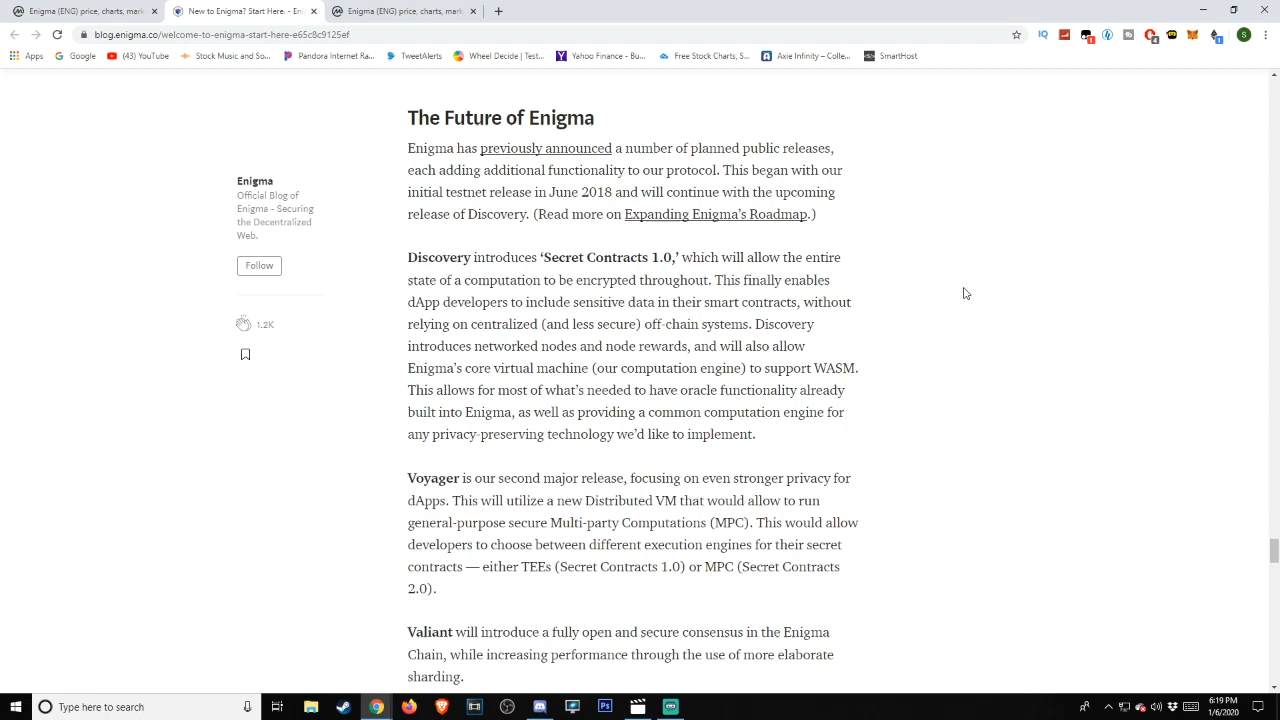 Enigma (ENG) price, charts, mark
New to Enigma? Start Here. - Eni
Enigma (ENG) price, charts, mark
blog.enigma.co/welcome-to-enigma-start-here-e65c8c9125ef
Apps
Google
(43) YouTube
Stock Music and So...
Pandora Internet Ra...
TweetAlerts
Wheel Decide | Test...
Yahoo Finance - Bu...
Free Stock Charts, S...
Axie Infinity – Colle...
SmartHost
The Future of Enigma
Enigma has previously announced a number of planned public releases,
each adding additional functionality to our protocol. This began with our
initial testnet release in June 2018 and will continue with the upcoming
release of Discovery. (Read more on Expanding Enigma’s Roadmap.)
Enigma
Official Blog of
Enigma - Securing
the Decentralized
Web.
Follow
1.2K
Discovery introduces ‘Secret Contracts 1.0,’ which will allow the entire
state of a computation to be encrypted throughout. This finally enables
dApp developers to include sensitive data in their smart contracts, without
relying on centralized (and less secure) off-chain systems. Discovery
introduces networked nodes and node rewards, and will also allow
Enigma’s core virtual machine (our computation engine) to support WASM.
This allows for most of what’s needed to have oracle functionality already
built into Enigma, as well as providing a common computation engine for
any privacy-preserving technology we’d like to implement.
Voyager is our second major release, focusing on even stronger privacy for
dApps. This will utilize a new Distributed VM that would allow to run
general-purpose secure Multi-party Computations (MPC). This would allow
developers to choose between different execution engines for their secret
contracts — either TEEs (Secret Contracts 1.0) or MPC (Secret Contracts
2.0).
Valiant will introduce a fully open and secure consensus in the Enigma
Chain, while increasing performance through the use of more elaborate
sharding.
Type here to search
6:19 PM
1/6/2020